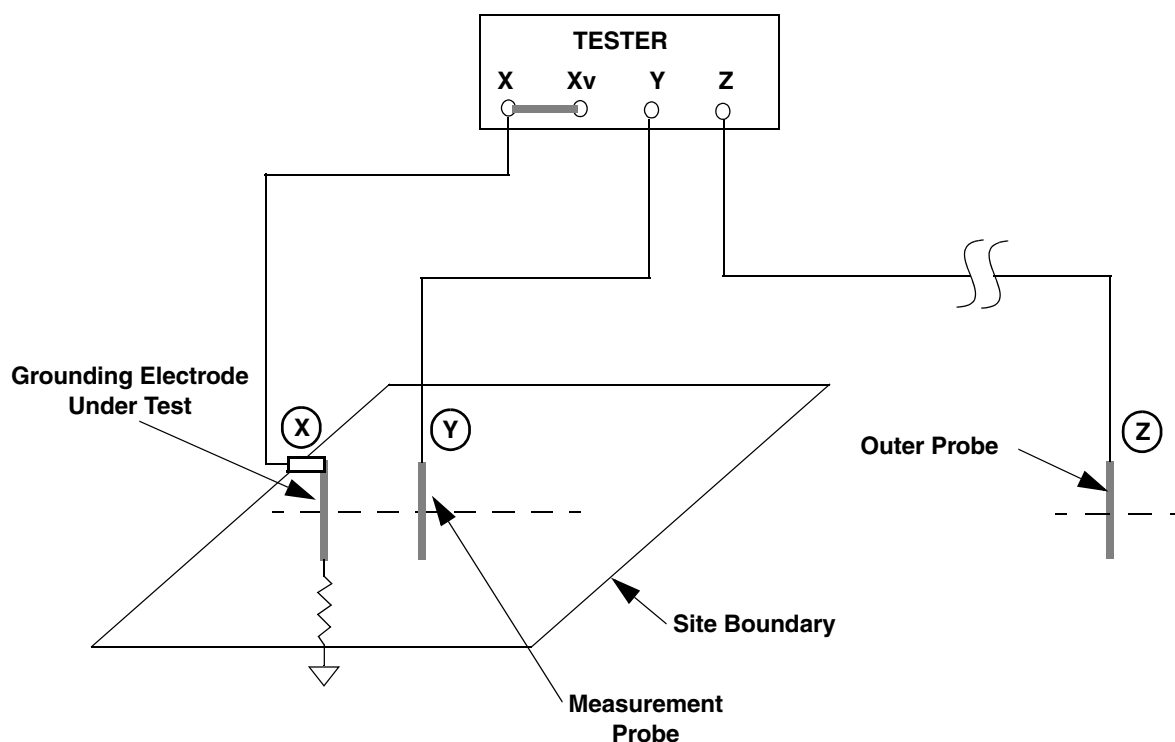 TESTER
X Xv Y Z
Grounding Electrode
Under Test
X
Y
Z
Outer Probe
Site Boundary
Measurement
Probe